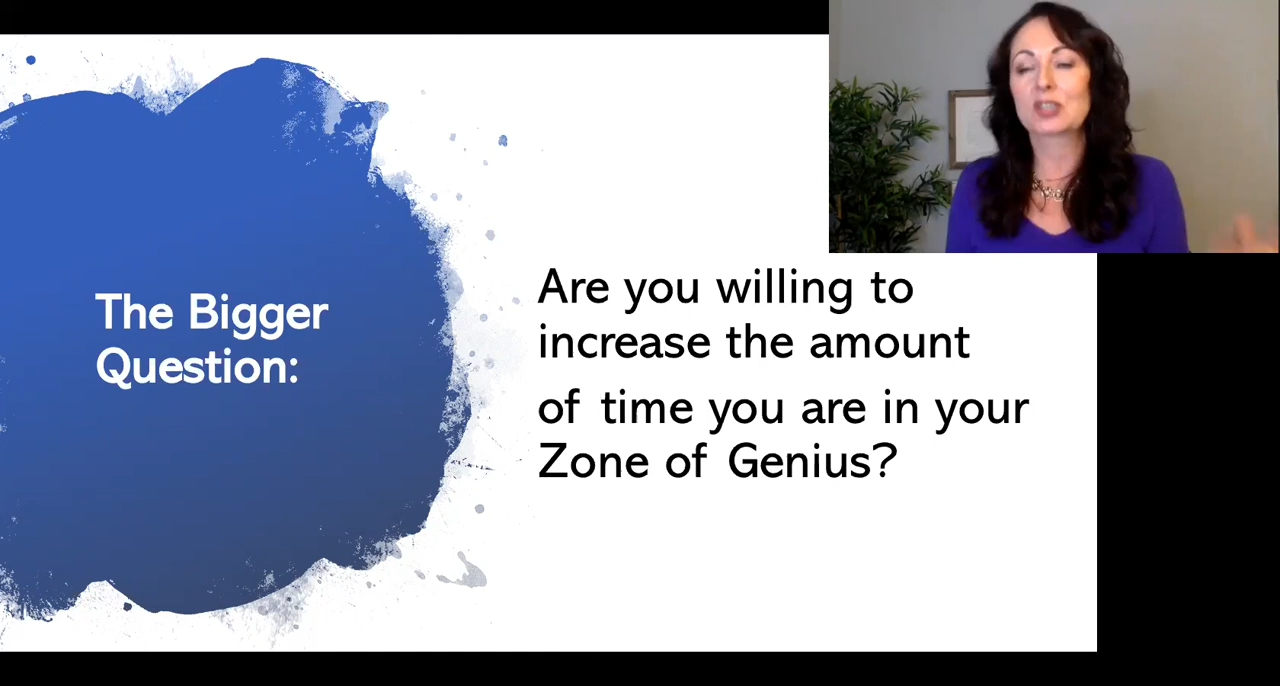 The Bigger
Question:
Are you willing to
increase the amount
of time you are in your
Zone of Genius?